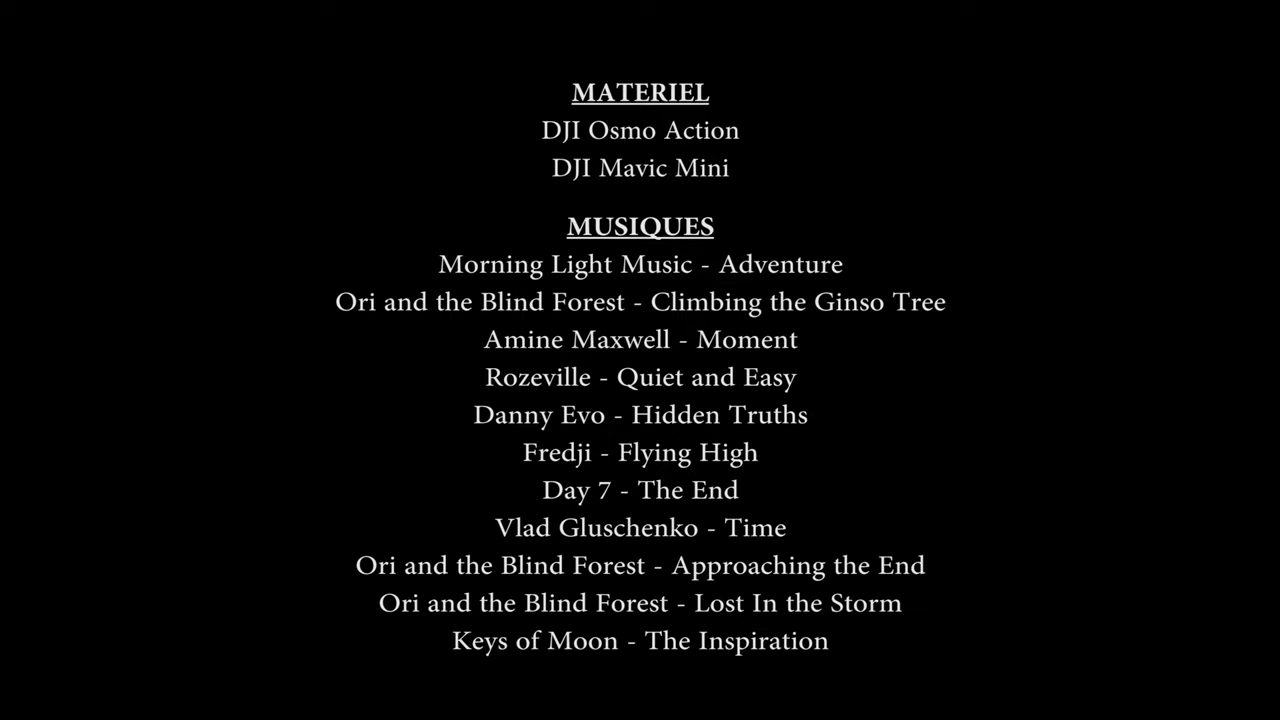 MATERIEL
DJI Osmo Action
DJI Mavic Mini
MUSIQUES
Morning Light Music - Adventure
Ori and the Blind Forest - Climbing the Ginso Tree
Amine Maxwell - Moment
Rozeville - Quiet and Easy
Danny Evo - Hidden Truths
Fredji - Flying High
Day 7 - The End
Vlad Gluschenko - Time
Ori and the Blind Forest - Approaching the End
Ori and the Blind Forest - Lost In the Storm
Keys of Moon - The Inspiration